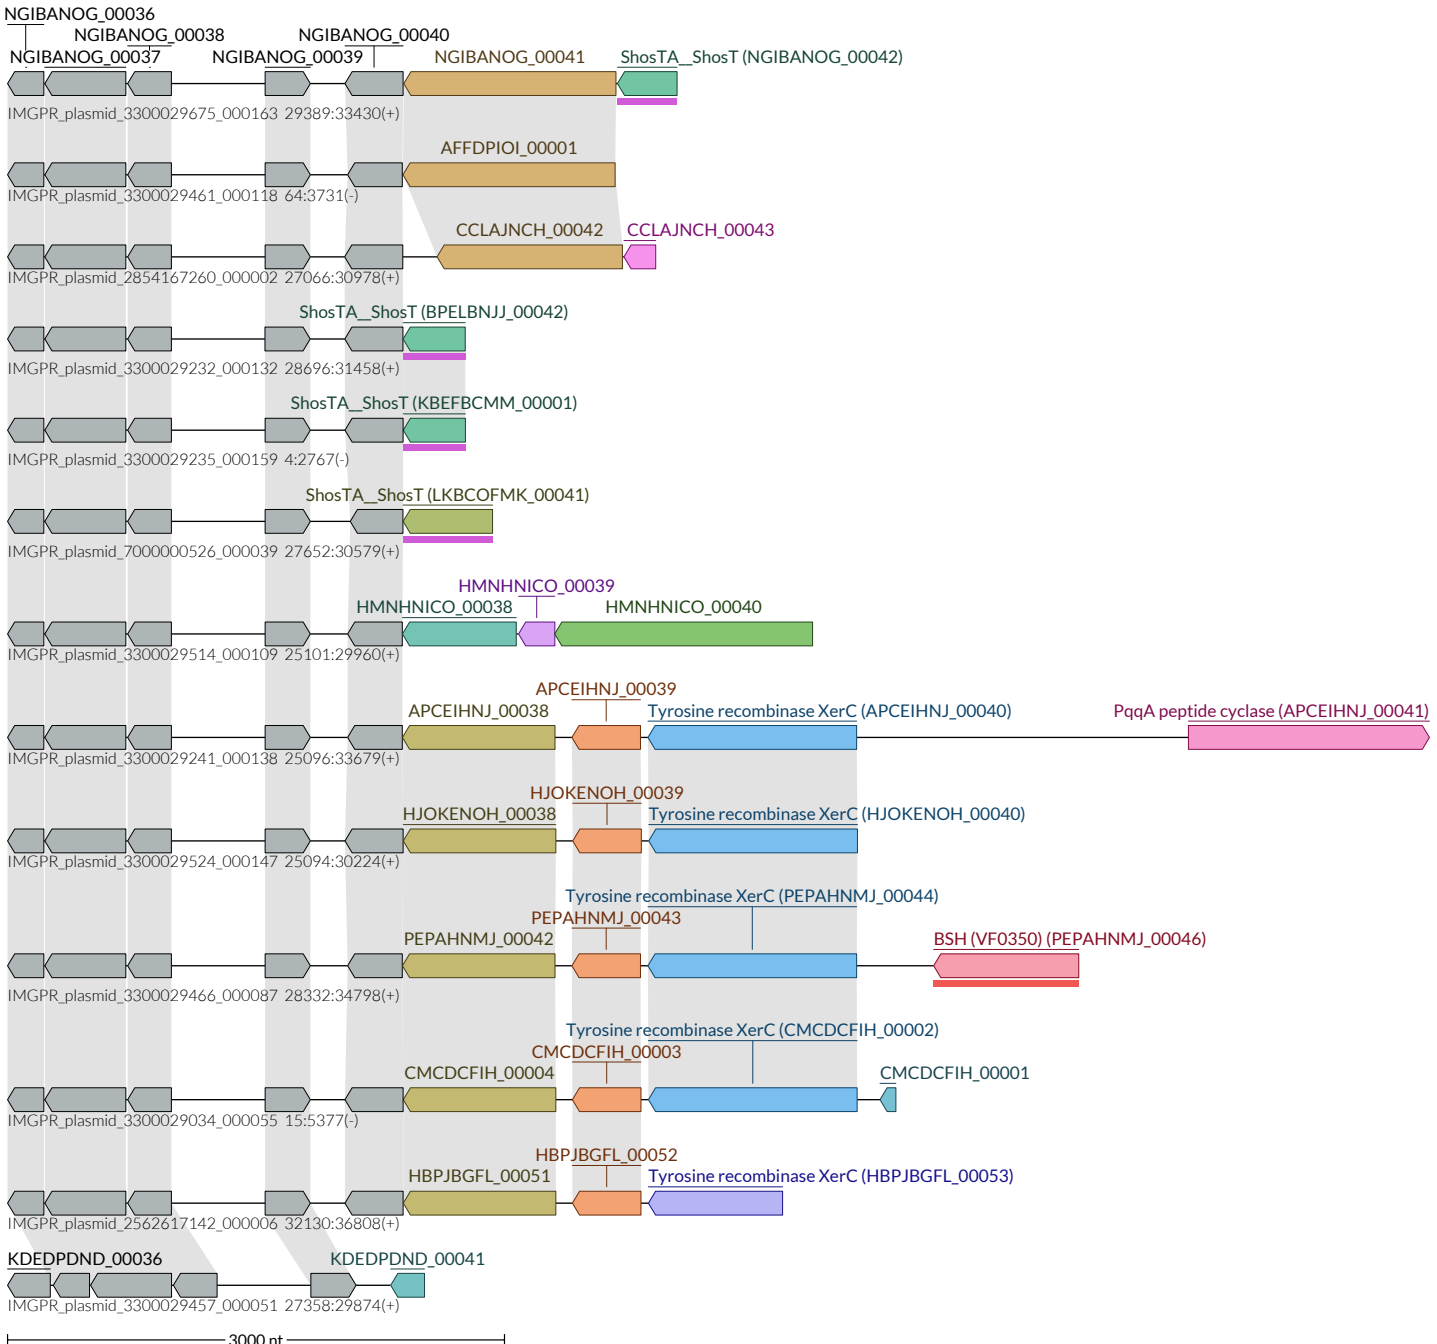 NGIBANOG_00036
NGIBANOG_00038 NGIBANOG_00040
NGIBANOG_00037 NGIBANOG_00039 NGIBANOG_00041 ShosTA__ShosT (NGIBANOG_00042)
IMGPR_plasmid_3300029675_000163 29389:33430(+)
AFFDPIOI_00001
IMGPR_plasmid_3300029461_000118 64:3731(-)
CCLAJNCH_00042 CCLAJNCH_00043
IMGPR_plasmid_2854167260_000002 27066:30978(+)
ShosTA__ShosT (BPELBNJJ_00042)
IMGPR_plasmid_3300029232_000132 28696:31458(+)
ShosTA__ShosT (KBEFBCMM_00001)
IMGPR_plasmid_3300029235_000159 4:2767(-)
ShosTA__ShosT (LKBCOFMK_00041)
IMGPR_plasmid_7000000526_000039 27652:30579(+)
HMNHNICO_00039
HMNHNICO_00038 HMNHNICO_00040
IMGPR_plasmid_3300029514_000109 25101:29960(+)
APCEIHNJ_00039
APCEIHNJ_00038 Tyrosine recombinase XerC (APCEIHNJ_00040) PqqA peptide cyclase (APCEIHNJ_00041)
IMGPR_plasmid_3300029241_000138 25096:33679(+)
HJOKENOH_00039
HJOKENOH_00038 Tyrosine recombinase XerC (HJOKENOH_00040)
IMGPR_plasmid_3300029524_000147 25094:30224(+)
Tyrosine recombinase XerC (PEPAHNMJ_00044)
PEPAHNMJ_00043
PEPAHNMJ_00042 BSH (VF0350) (PEPAHNMJ_00046)
IMGPR_plasmid_3300029466_000087 28332:34798(+)
Tyrosine recombinase XerC (CMCDCFIH_00002)
CMCDCFIH_00003
CMCDCFIH_00004 CMCDCFIH_00001
IMGPR_plasmid_3300029034_000055 15:5377(-)
HBPJBGFL_00052
HBPJBGFL_00051 Tyrosine recombinase XerC (HBPJBGFL_00053)
IMGPR_plasmid_2562617142_000006 32130:36808(+)
KDEDPDND_00036 KDEDPDND_00041
IMGPR_plasmid_3300029457_000051 27358:29874(+)
3000 nt